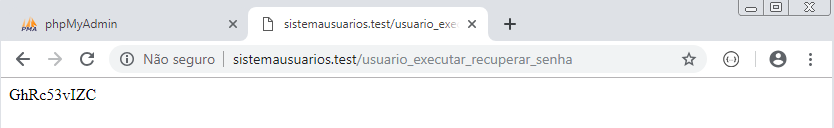 phpMyAdmin
sistemausuarios.test/usuario_exe
Não seguro | sistemausuarios.test/usuario_executar_recuperar_senha
GhRc53vIZC